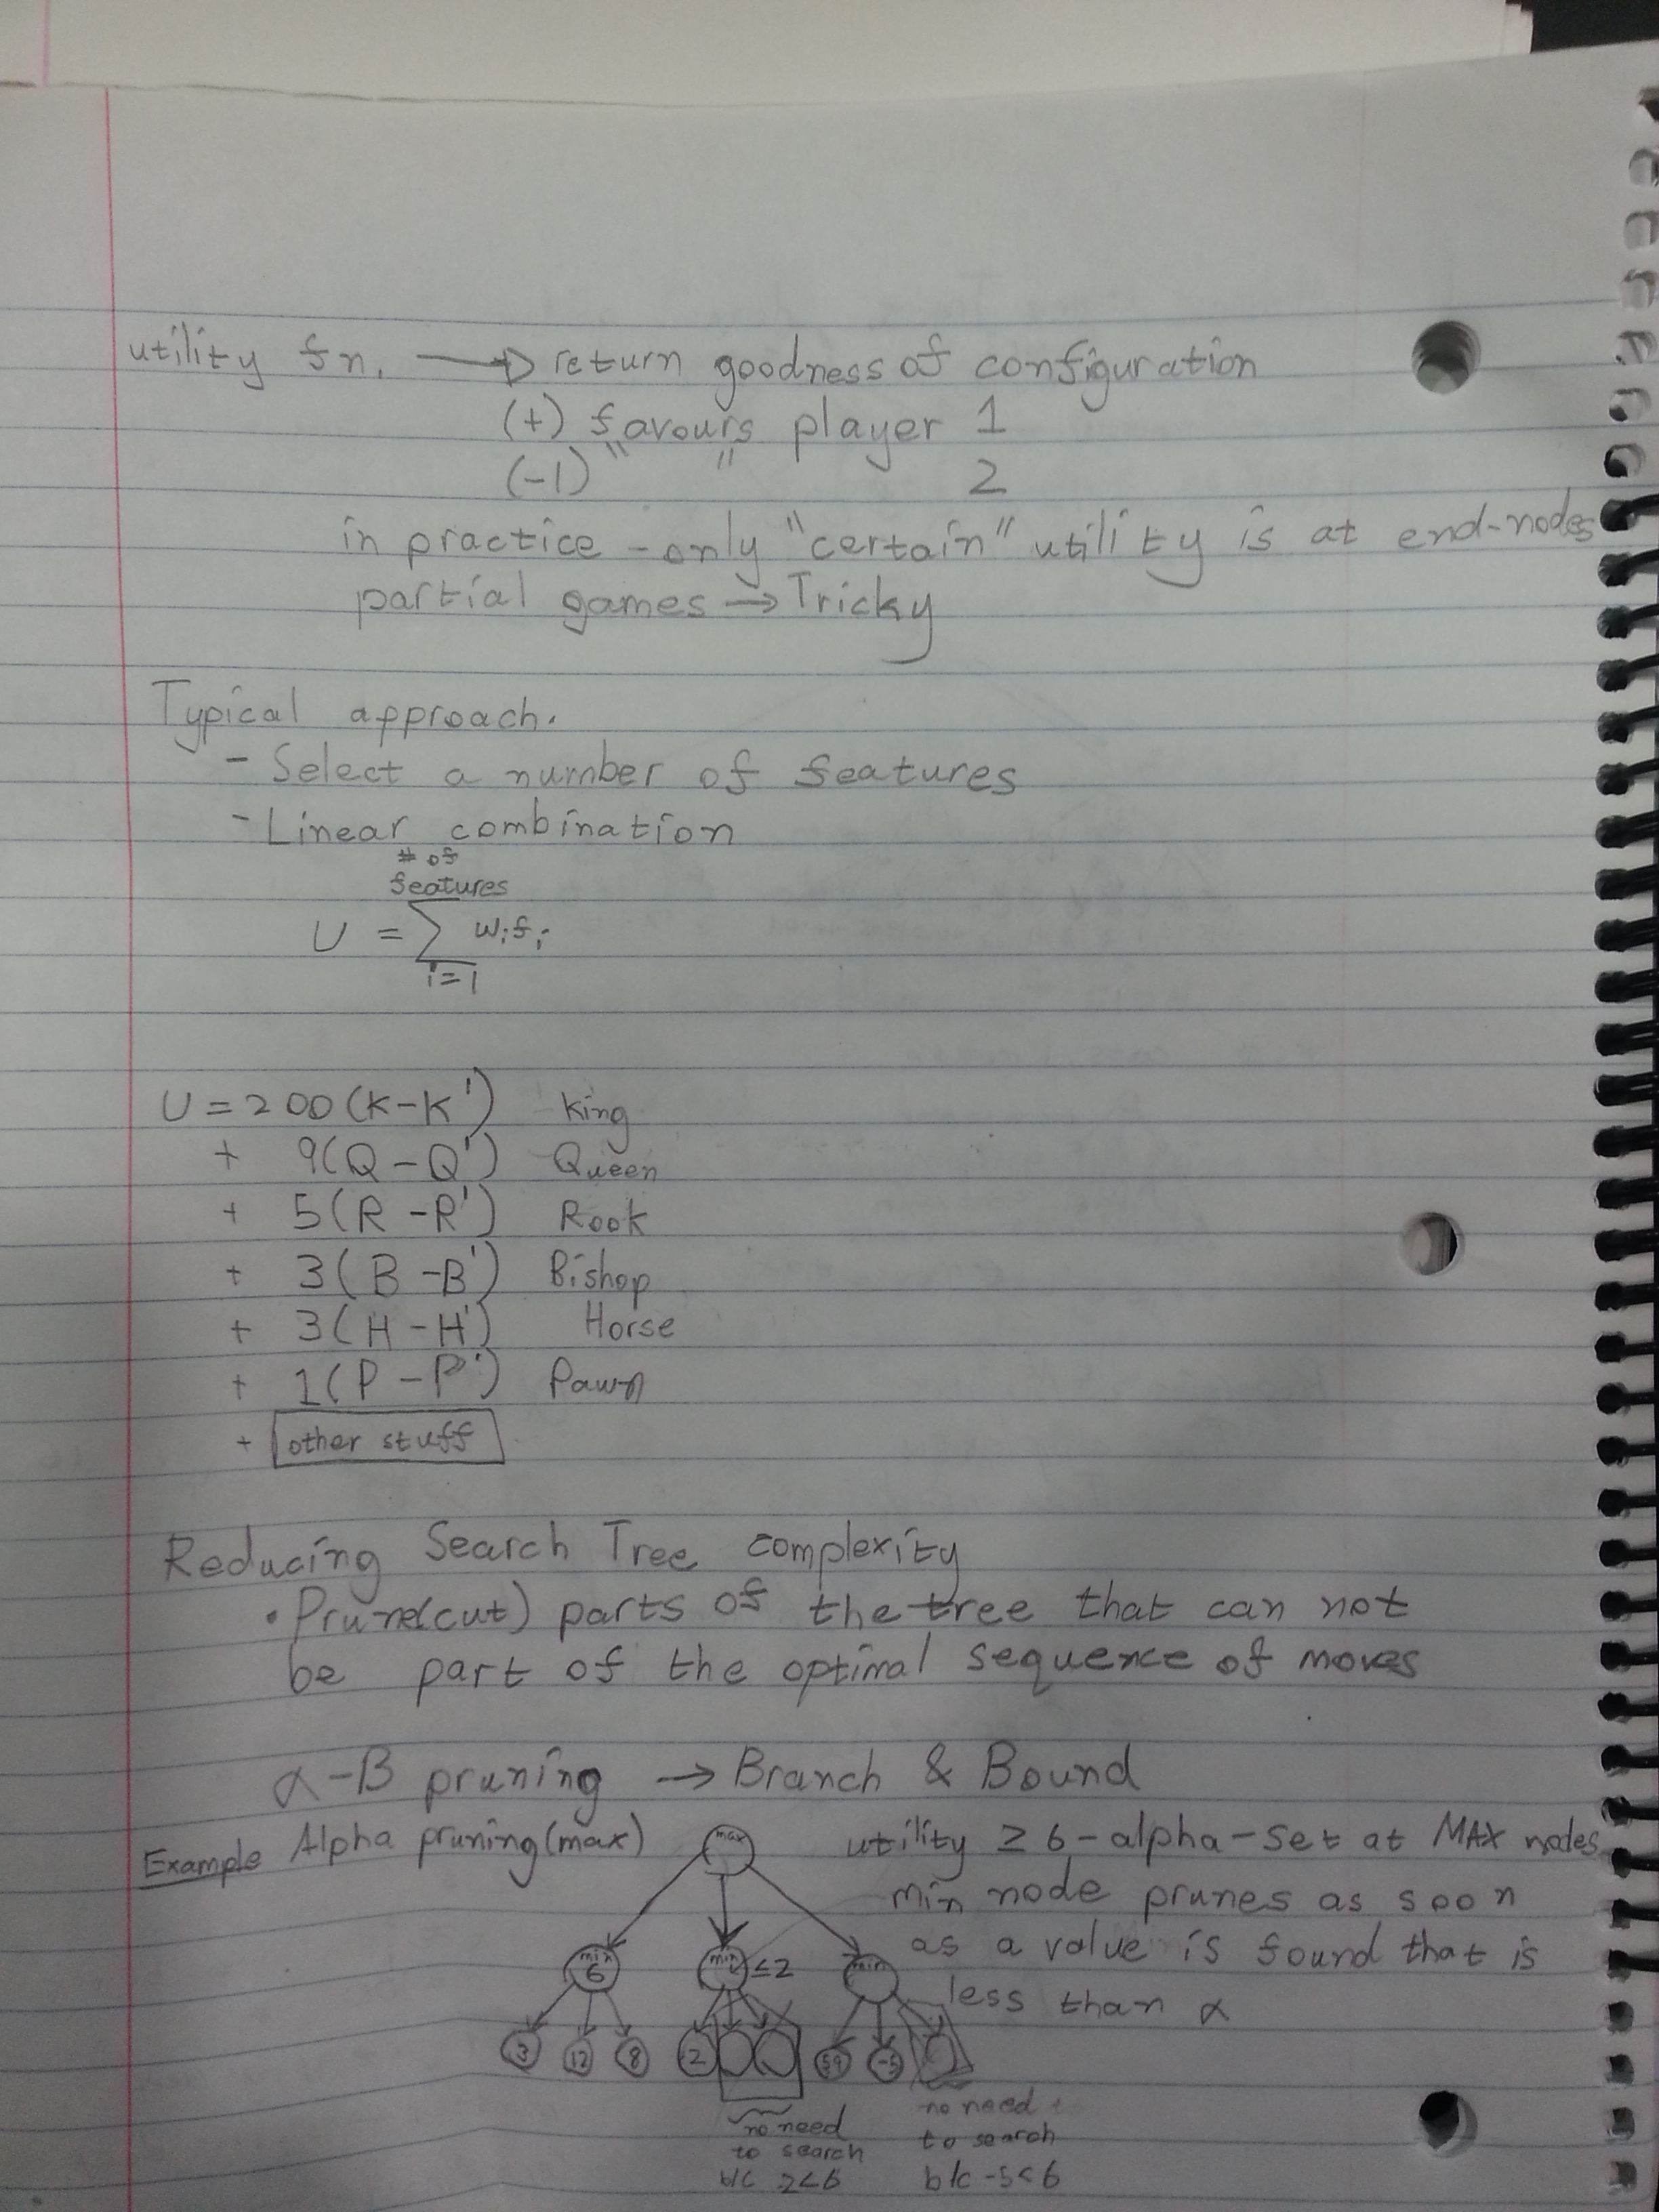 utility fn. → return goodness of configuration
(+) favours player 1
(-1) " " 2
in practice - only "certain" utility is at end-nodes
partial games → Tricky
Typical approach.
- Select a number of features
- Linear combination
# of
features
U = ∑ wifi
i=1
U = 200(K-K') King
+ 9(Q-Q') Queen
+ 5(R-R') Rook
+ 3(B-B') Bishop
+ 3(H-H') Horse
+ 1(P-P') Pawn
+ other stuff
Reducing Search Tree complexity
• Prune(cut) parts of the tree that can not
be part of the optimal sequence of moves
α-B pruning → Branch & Bound
Example Alpha pruning (max) max utility ≥ 6 - alpha - set at MAX nodes
min node prunes as soon
as a value is found that is
less than α
min 6 min ≤2 min
3 12 8 2 59 -5
no need
to search
b/c 2<6
no need
to search
b/c -5<6